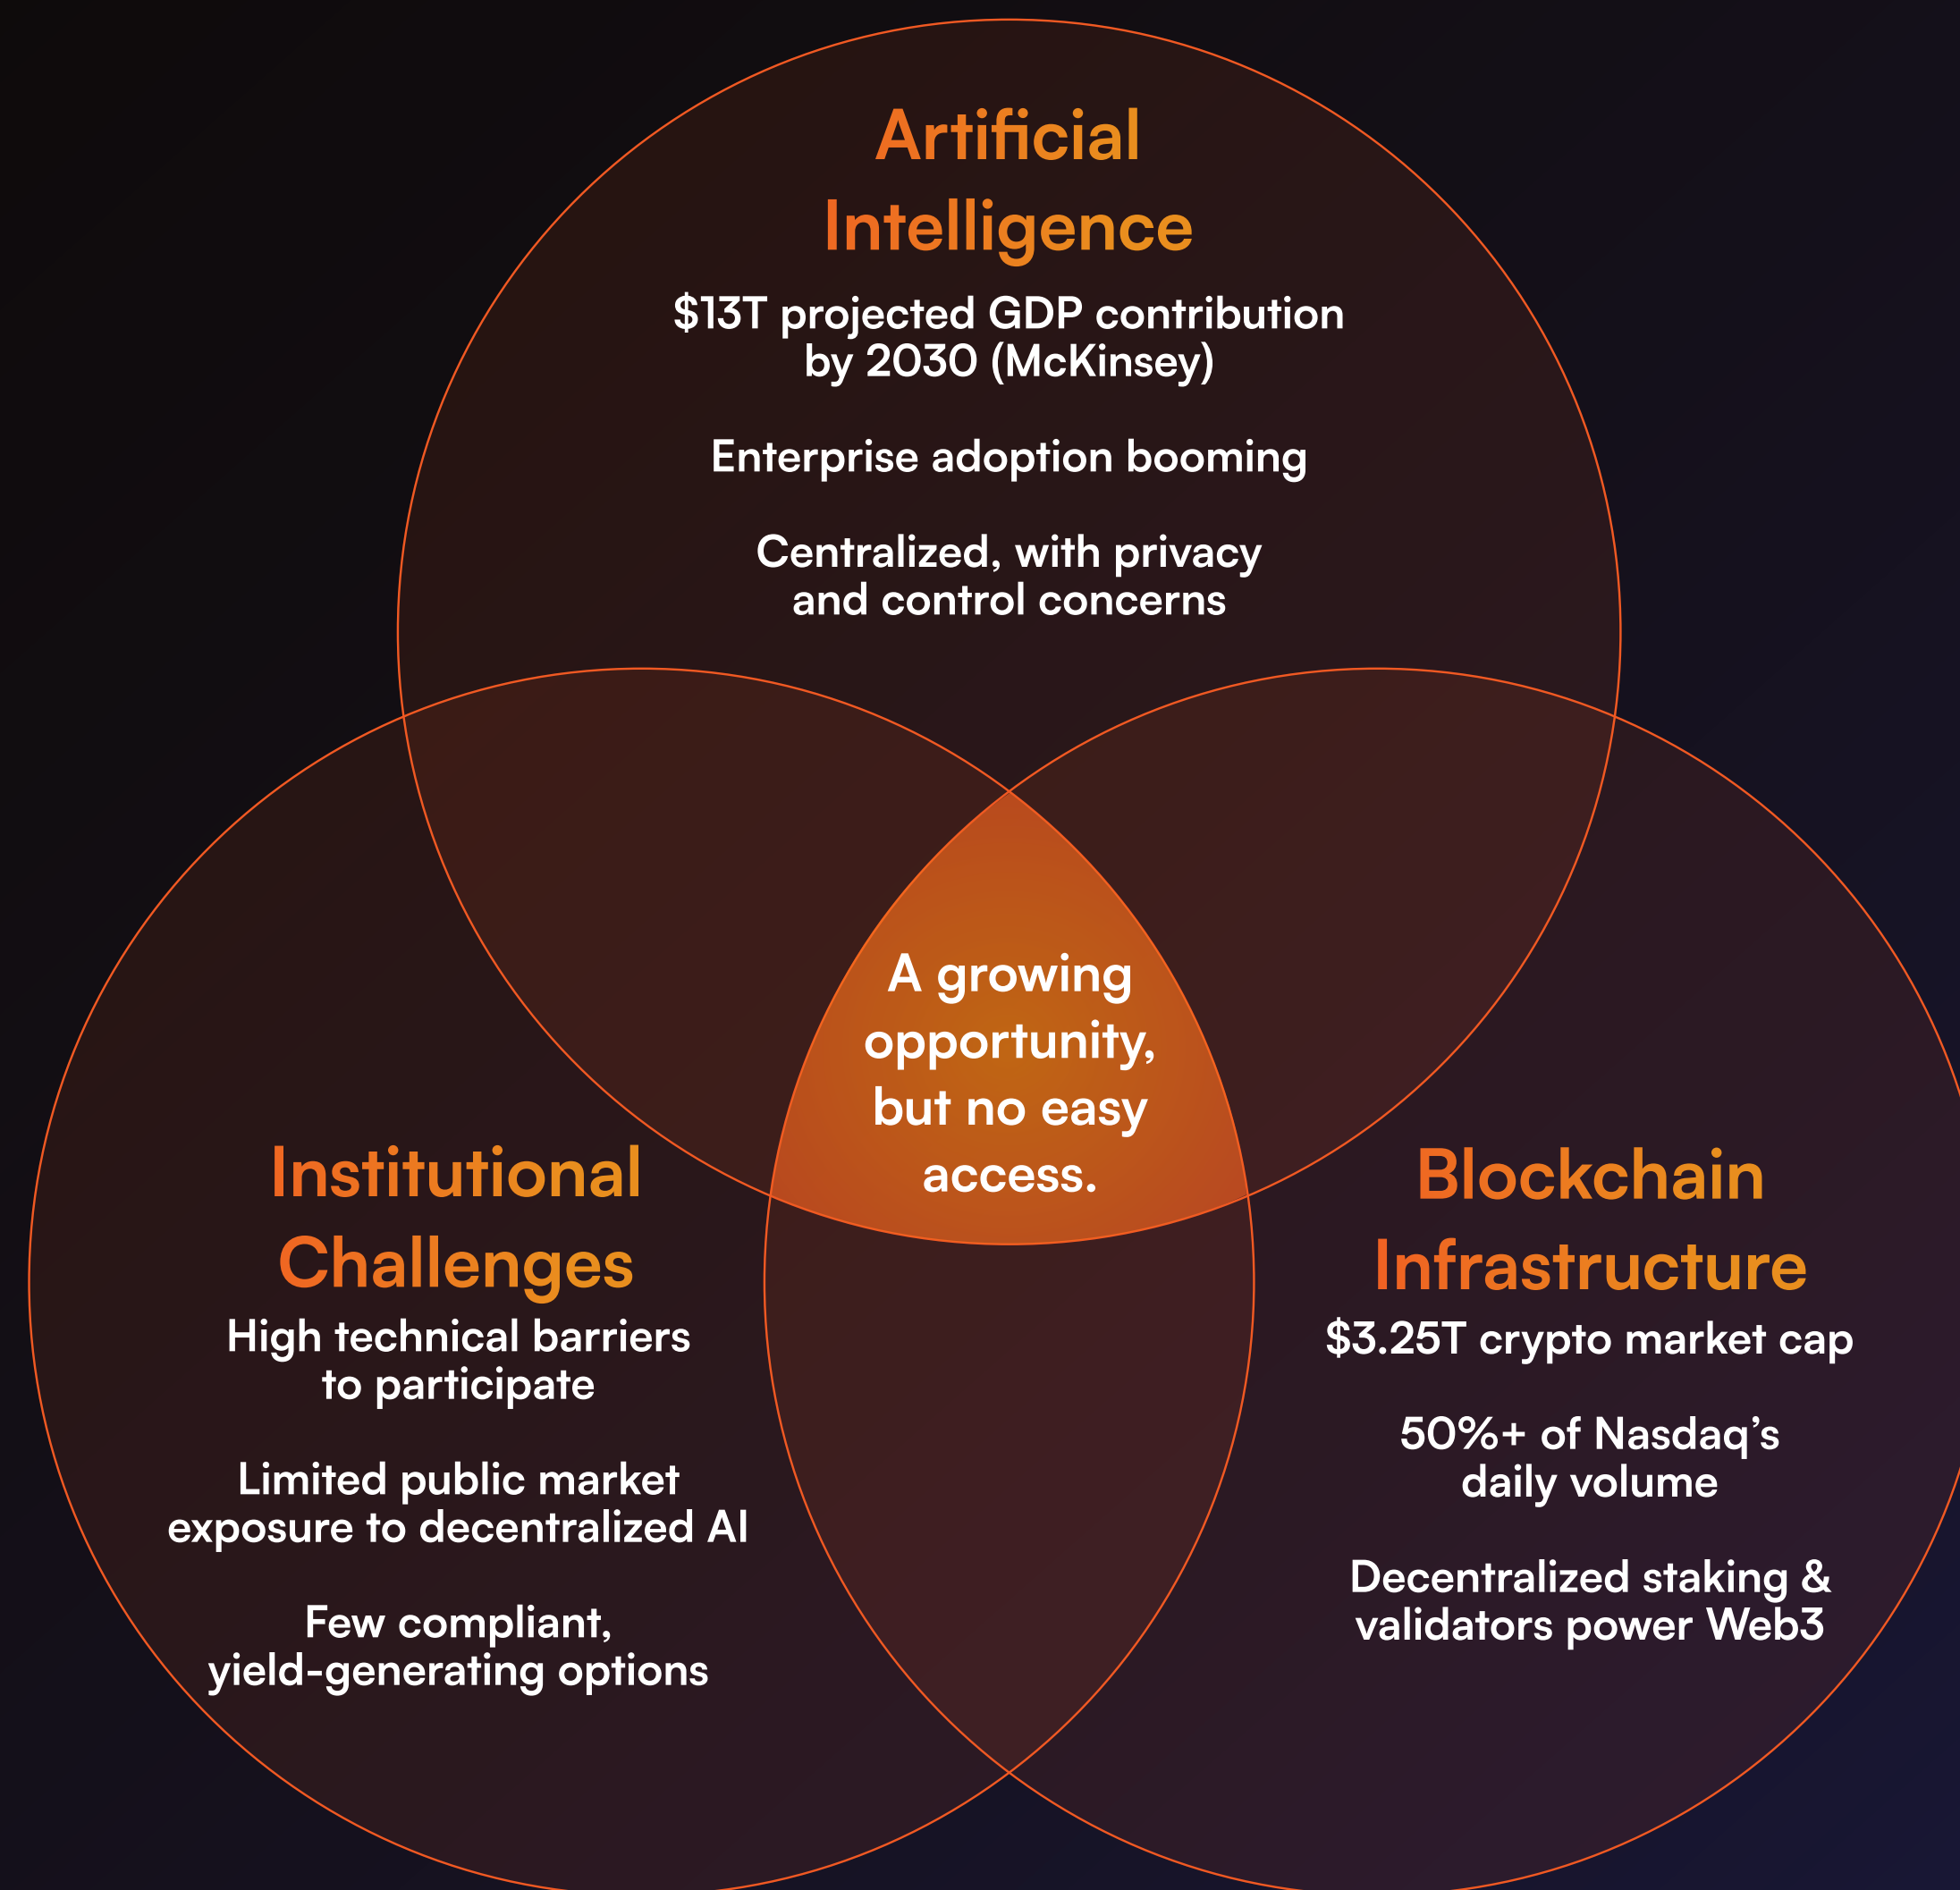 Artificial
Intelligence
$13T projected GDP contribution
by 2030 (McKinsey)
Enterprise adoption booming
Centralized, with privacy
and control concerns
A growing
opportunity,
but no easy
access.
Institutional
Challenges
High technical barriers
to participate
Limited public market
exposure to decentralized AI
Few compliant,
yield-generating options
Blockchain
Infrastructure
$3.25T crypto market cap
50%+ of Nasdaq’s
daily volume
Decentralized staking &
validators power Web3